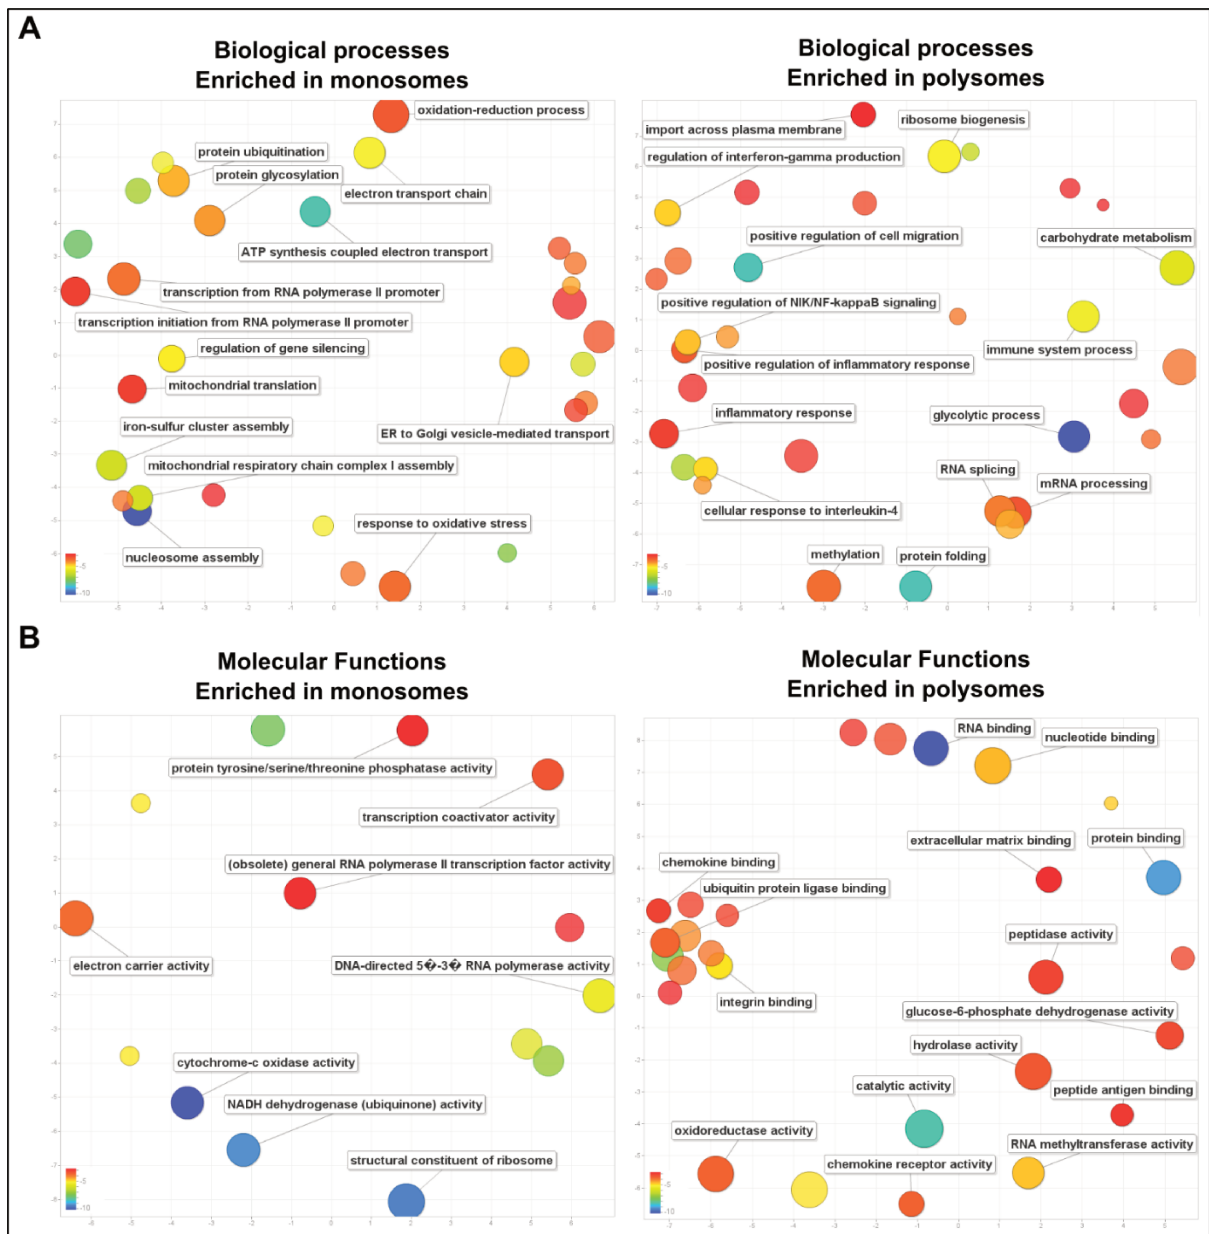 A
Biological processes
Enriched in monosomes
oxidation-reduction process
protein ubiquitination
protein glycosylation
electron transport chain
ATP synthesis coupled electron transport
transcription from RNA polymerase II promoter
transcription initiation from RNA polymerase II promoter
regulation of gene silencing
mitochondrial translation
ER to Golgi vesicle-mediated transport
iron-sulfur cluster assembly
mitochondrial respiratory chain complex I assembly
response to oxidative stress
nucleosome assembly
Biological processes
Enriched in polysomes
import across plasma membrane
ribosome biogenesis
regulation of interferon-gamma production
positive regulation of cell migration
carbohydrate metabolism
positive regulation of NIK/NF-kappaB signaling
immune system process
positive regulation of inflammatory response
inflammatory response
glycolytic process
RNA splicing
mRNA processing
cellular response to interleukin-4
methylation
protein folding
B
Molecular Functions
Enriched in monosomes
protein tyrosine/serine/threonine phosphatase activity
transcription coactivator activity
(obsolete) general RNA polymerase II transcription factor activity
electron carrier activity
DNA-directed 5�-3� RNA polymerase activity
cytochrome-c oxidase activity
NADH dehydrogenase (ubiquinone) activity
structural constituent of ribosome
Molecular Functions
Enriched in polysomes
RNA binding
nucleotide binding
extracellular matrix binding
protein binding
chemokine binding
ubiquitin protein ligase binding
peptidase activity
integrin binding
glucose-6-phosphate dehydrogenase activity
hydrolase activity
catalytic activity
peptide antigen binding
oxidoreductase activity
RNA methyltransferase activity
chemokine receptor activity